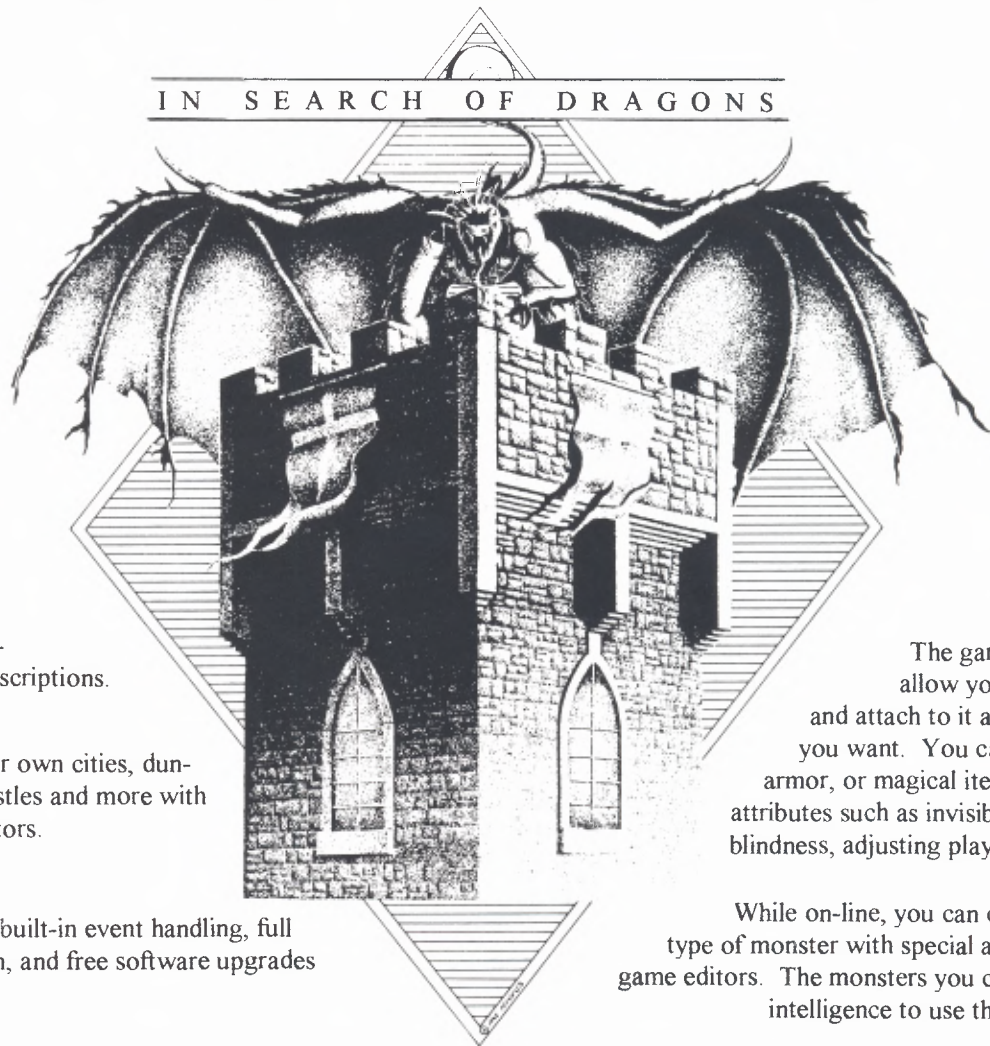 IN SEARCH OF DRAGONS
scriptions.
r own cities, dun-
stles and more with
tors.
built-in event handling, full
n, and free software upgrades
The gar
allow yo
and attach to it a
you want. You ca
armor, or magical ite
attributes such as invisib
blindness, adjusting play
While on-line, you can c
type of monster with special a
game editors. The monsters you c
intelligence to use th